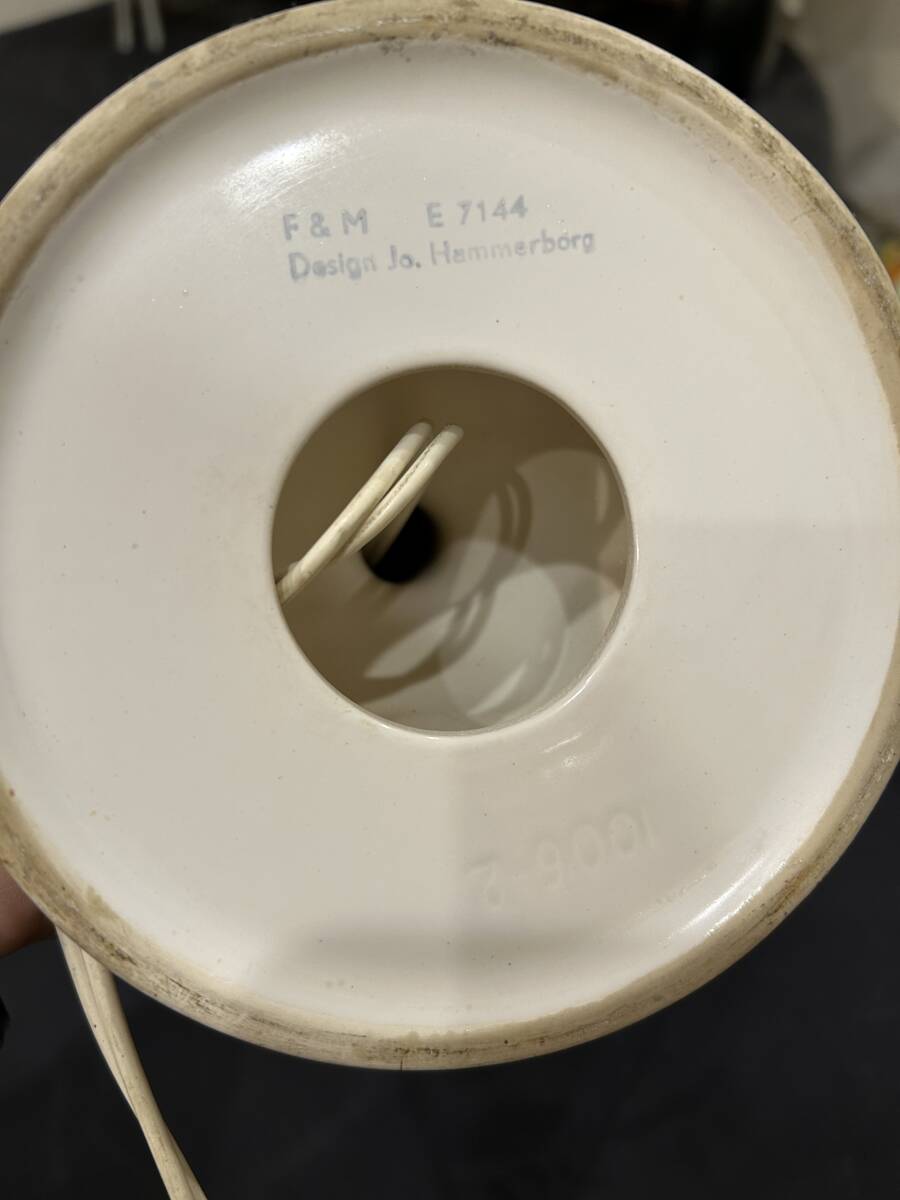 F & M E 7144
Design Jo. Hammerborg
1006-2